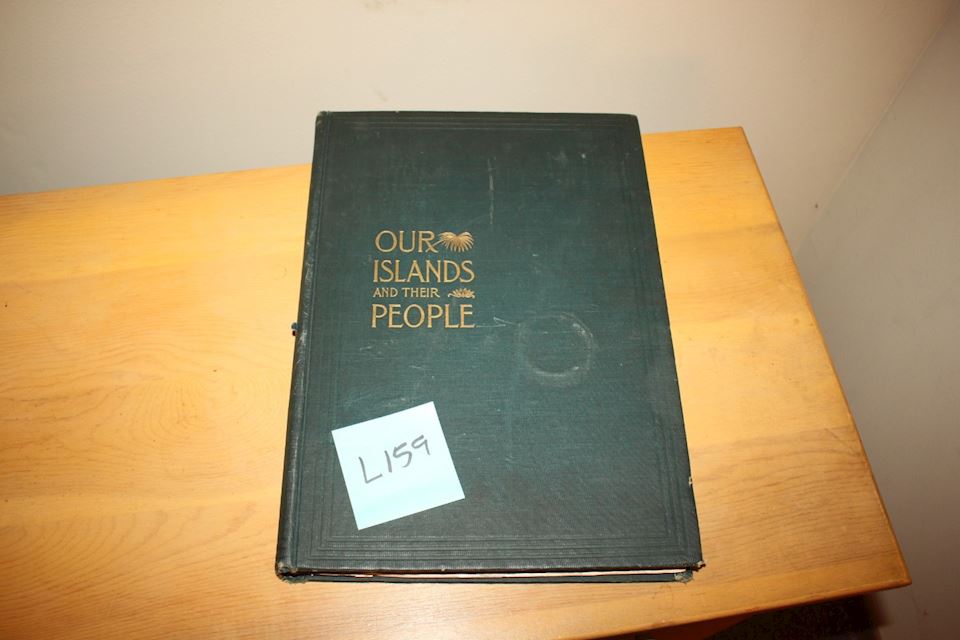 OUR
ISLANDS
AND THEIR
PEOPLE
L159